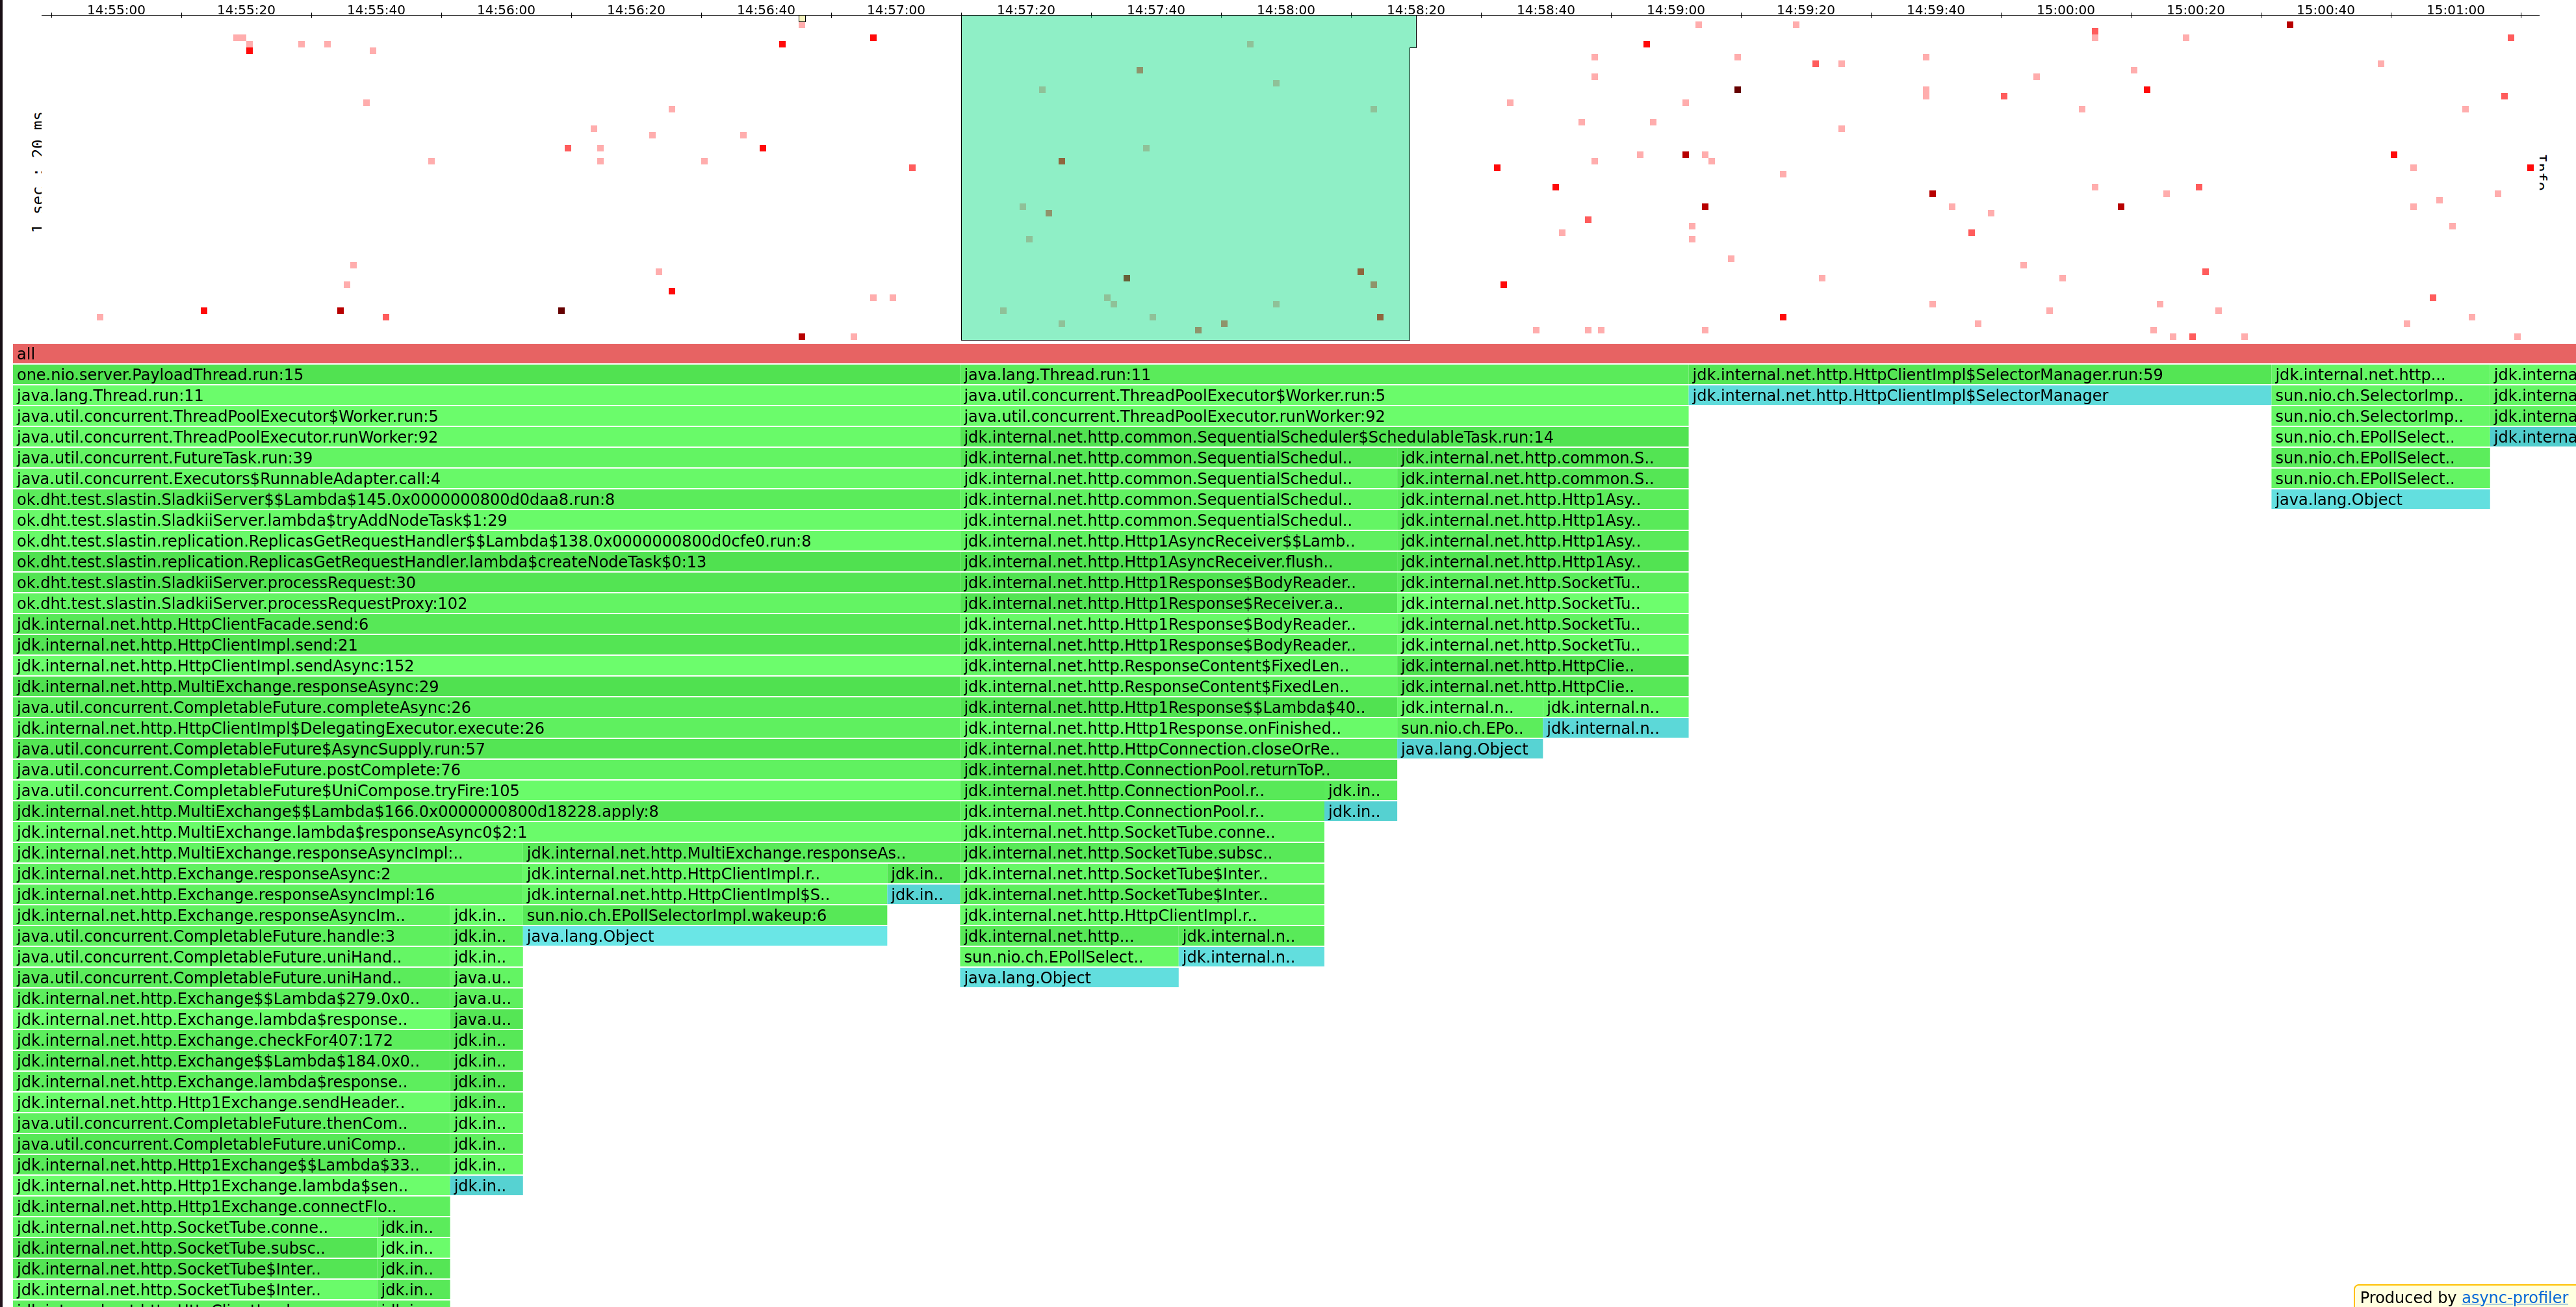 14:55:00 14:55:20 14:55:40 14:56:00 14:56:20 14:56:40 14:57:00 14:57:20 14:57:40 14:58:00 14:58:20 14:58:40 14:59:00 14:59:20 14:59:40 15:00:00 15:00:20 15:00:40 15:01:00
all
one.nio.server.PayloadThread.run:15 java.lang.Thread.run:11 jdk.internal.net.http.HttpClientImpl$SelectorManager.run:59 jdk.internal.net.http... jdk.interna
java.lang.Thread.run:11 java.util.concurrent.ThreadPoolExecutor$Worker.run:5 jdk.internal.net.http.HttpClientImpl$SelectorManager sun.nio.ch.SelectorImp.. jdk.interna
java.util.concurrent.ThreadPoolExecutor$Worker.run:5 java.util.concurrent.ThreadPoolExecutor.runWorker:92 sun.nio.ch.SelectorImp.. jdk.interna
java.util.concurrent.ThreadPoolExecutor.runWorker:92 jdk.internal.net.http.common.SequentialScheduler$SchedulableTask.run:14 sun.nio.ch.EPollSelect.. jdk.interna
java.util.concurrent.FutureTask.run:39 jdk.internal.net.http.common.SequentialSchedul.. jdk.internal.net.http.common.S.. sun.nio.ch.EPollSelect..
java.util.concurrent.Executors$RunnableAdapter.call:4 jdk.internal.net.http.common.SequentialSchedul.. jdk.internal.net.http.common.S.. sun.nio.ch.EPollSelect..
ok.dht.test.slastin.SladkiiServer$$Lambda$145.0x0000000800d0daa8.run:8 jdk.internal.net.http.common.SequentialSchedul.. jdk.internal.net.http.Http1Asy.. java.lang.Object
ok.dht.test.slastin.SladkiiServer.lambda$tryAddNodeTask$1:29 jdk.internal.net.http.common.SequentialSchedul.. jdk.internal.net.http.Http1Asy..
ok.dht.test.slastin.replication.ReplicasGetRequestHandler$$Lambda$138.0x0000000800d0cfe0.run:8 jdk.internal.net.http.Http1AsyncReceiver$$Lamb.. jdk.internal.net.http.Http1Asy..
ok.dht.test.slastin.replication.ReplicasGetRequestHandler.lambda$createNodeTask$0:13 jdk.internal.net.http.Http1AsyncReceiver.flush.. jdk.internal.net.http.Http1Asy..
ok.dht.test.slastin.SladkiiServer.processRequest:30 jdk.internal.net.http.Http1Response$BodyReader.. jdk.internal.net.http.SocketTu..
ok.dht.test.slastin.SladkiiServer.processRequestProxy:102 jdk.internal.net.http.Http1Response$Receiver.a.. jdk.internal.net.http.SocketTu..
jdk.internal.net.http.HttpClientFacade.send:6 jdk.internal.net.http.Http1Response$BodyReader.. jdk.internal.net.http.SocketTu..
jdk.internal.net.http.HttpClientImpl.send:21 jdk.internal.net.http.Http1Response$BodyReader.. jdk.internal.net.http.SocketTu..
jdk.internal.net.http.HttpClientImpl.sendAsync:152 jdk.internal.net.http.ResponseContent$FixedLen.. jdk.internal.net.http.HttpClie..
jdk.internal.net.http.MultiExchange.responseAsync:29 jdk.internal.net.http.ResponseContent$FixedLen.. jdk.internal.net.http.HttpClie..
java.util.concurrent.CompletableFuture.completeAsync:26 jdk.internal.net.http.Http1Response$$Lambda$40.. jdk.internal.n.. jdk.internal.n..
jdk.internal.net.http.HttpClientImpl$DelegatingExecutor.execute:26 jdk.internal.net.http.Http1Response.onFinished.. sun.nio.ch.EPo.. jdk.internal.n..
java.util.concurrent.CompletableFuture$AsyncSupply.run:57 jdk.internal.net.http.HttpConnection.closeOrRe.. java.lang.Object
java.util.concurrent.CompletableFuture.postComplete:76 jdk.internal.net.http.ConnectionPool.returnToP..
java.util.concurrent.CompletableFuture$UniCompose.tryFire:105 jdk.internal.net.http.ConnectionPool.r.. jdk.in..
jdk.internal.net.http.MultiExchange$$Lambda$166.0x0000000800d18228.apply:8 jdk.internal.net.http.ConnectionPool.r.. jdk.in..
jdk.internal.net.http.MultiExchange.lambda$responseAsync0$2:1 jdk.internal.net.http.SocketTube.conne..
jdk.internal.net.http.MultiExchange.responseAsyncImpl:.. jdk.internal.net.http.MultiExchange.responseAs.. jdk.internal.net.http.SocketTube.subsc..
jdk.internal.net.http.Exchange.responseAsync:2 jdk.internal.net.http.HttpClientImpl.r.. jdk.in.. jdk.internal.net.http.SocketTube$Inter..
jdk.internal.net.http.Exchange.responseAsyncImpl:16 jdk.internal.net.http.HttpClientImpl$S.. jdk.in.. jdk.internal.net.http.SocketTube$Inter..
jdk.internal.net.http.Exchange.responseAsyncIm.. jdk.in.. sun.nio.ch.EPollSelectorImpl.wakeup:6 jdk.internal.net.http.HttpClientImpl.r..
java.util.concurrent.CompletableFuture.handle:3 jdk.in.. java.lang.Object jdk.internal.net.http... jdk.internal.n..
java.util.concurrent.CompletableFuture.uniHand.. jdk.in.. sun.nio.ch.EPollSelect.. jdk.internal.n..
java.util.concurrent.CompletableFuture.uniHand.. java.u.. java.lang.Object
jdk.internal.net.http.Exchange$$Lambda$279.0x0.. java.u..
jdk.internal.net.http.Exchange.lambda$response.. java.u..
jdk.internal.net.http.Exchange.checkFor407:172 jdk.in..
jdk.internal.net.http.Exchange$$Lambda$184.0x0.. jdk.in..
jdk.internal.net.http.Exchange.lambda$response.. jdk.in..
jdk.internal.net.http.Http1Exchange.sendHeader.. jdk.in..
java.util.concurrent.CompletableFuture.thenCom.. jdk.in..
java.util.concurrent.CompletableFuture.uniComp.. jdk.in..
jdk.internal.net.http.Http1Exchange$$Lambda$33.. jdk.in..
jdk.internal.net.http.Http1Exchange.lambda$sen.. jdk.in..
jdk.internal.net.http.Http1Exchange.connectFlo..
jdk.internal.net.http.SocketTube.conne.. jdk.in..
jdk.internal.net.http.SocketTube.subsc.. jdk.in..
jdk.internal.net.http.SocketTube$Inter.. jdk.in..
jdk.internal.net.http.SocketTube$Inter.. jdk.in..
Produced by async-profiler